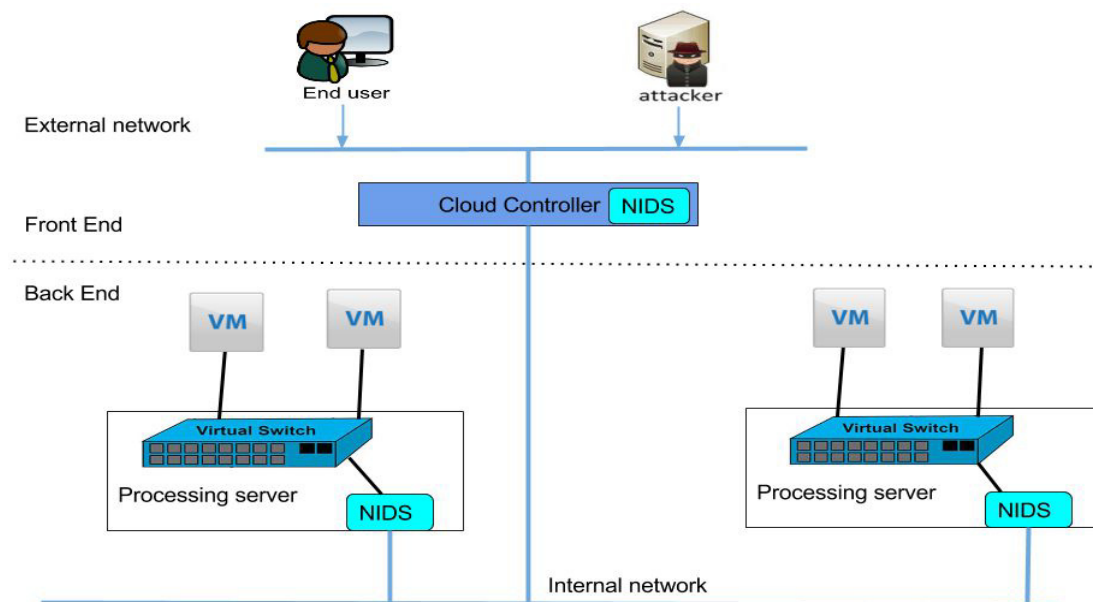 End user
attacker
External network
Cloud Controller NIDS
Front End
Back End
VM
VM
VM
VM
Virtual Switch
Virtual Switch
Processing server
Processing server
NIDS
NIDS
Internal network